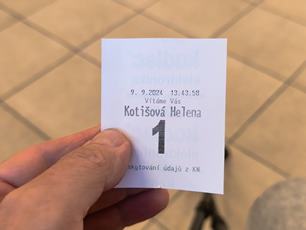 9. 9.2024 13:43:58
Vítáme Vás
Kotišová Helena
1
skytování údajů z KN